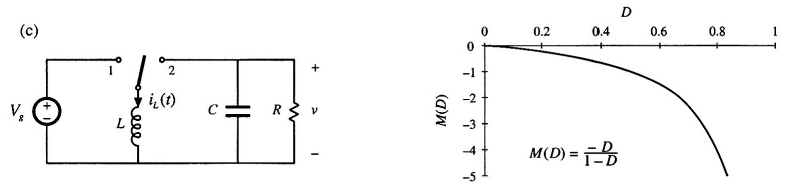 (c)
1 2
+
V_g + − L i_L(t) C R v
−
D
0 0.2 0.4 0.6 0.8 1
0
−1
−2
−3
−4
−5
M(D)
M(D) = −D / 1−D